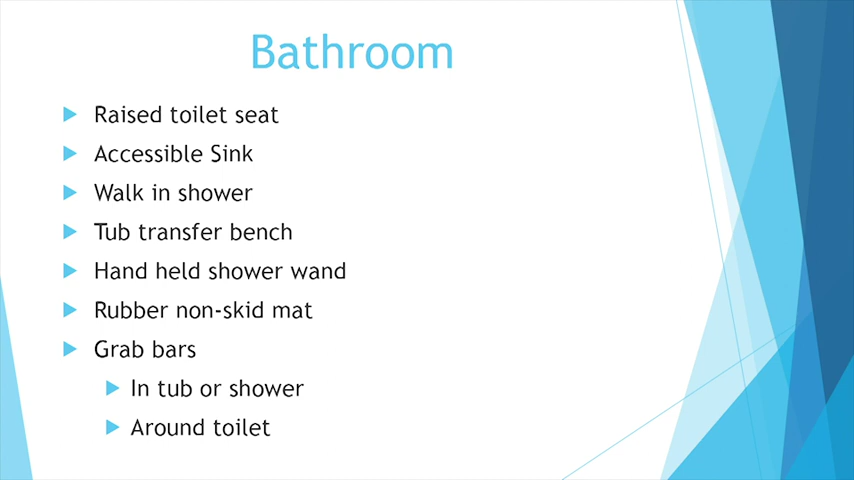 Bathroom
Raised toilet seat
Accessible Sink
Walk in shower
Tub transfer bench
Hand held shower wand
Rubber non-skid mat
Grab bars
In tub or shower
Around toilet